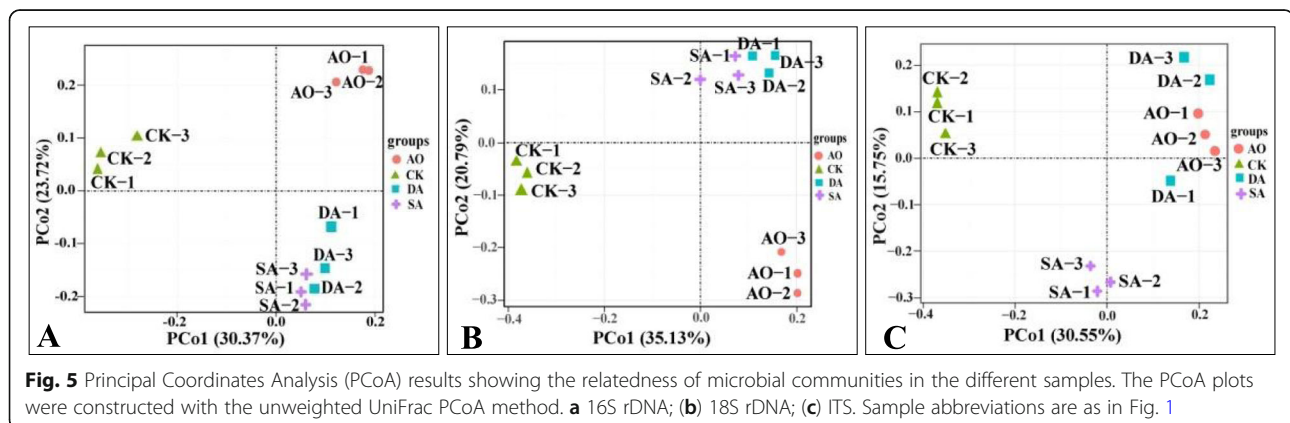 AO−1
AO−2
AO−3
CK−3
CK−2
CK−1
DA−1
DA−3
SA−3
SA−1
DA−2
SA−2
groups
AO
CK
DA
SA
0.2
0.1
0.0
-0.1
-0.2
PCo2 (23.72%)
-0.2
0.0
0.2
PCo1 (30.37%)
A
SA−1
DA−1
DA−3
SA−2
SA−3
DA−2
CK−1
CK−2
CK−3
AO−3
AO−1
AO−2
groups
AO
CK
DA
SA
0.1
0.0
−0.1
−0.2
−0.3
PCo2 (20.79%)
−0.4
−0.2
0.0
0.2
PCo1 (35.13%)
B
DA−3
DA−2
CK−2
CK−1
CK−3
AO−1
AO−2
AO−3
DA−1
SA−3
SA−2
SA−1
groups
AO
CK
DA
SA
0.2
0.1
0.0
−0.1
−0.2
−0.3
PCo2 (15.75%)
−0.4
−0.2
0.0
0.2
PCo1 (30.55%)
C
Fig. 5 Principal Coordinates Analysis (PCoA) results showing the relatedness of microbial communities in the different samples. The PCoA plots
were constructed with the unweighted UniFrac PCoA method. a 16S rDNA; (b) 18S rDNA; (c) ITS. Sample abbreviations are as in Fig. 1